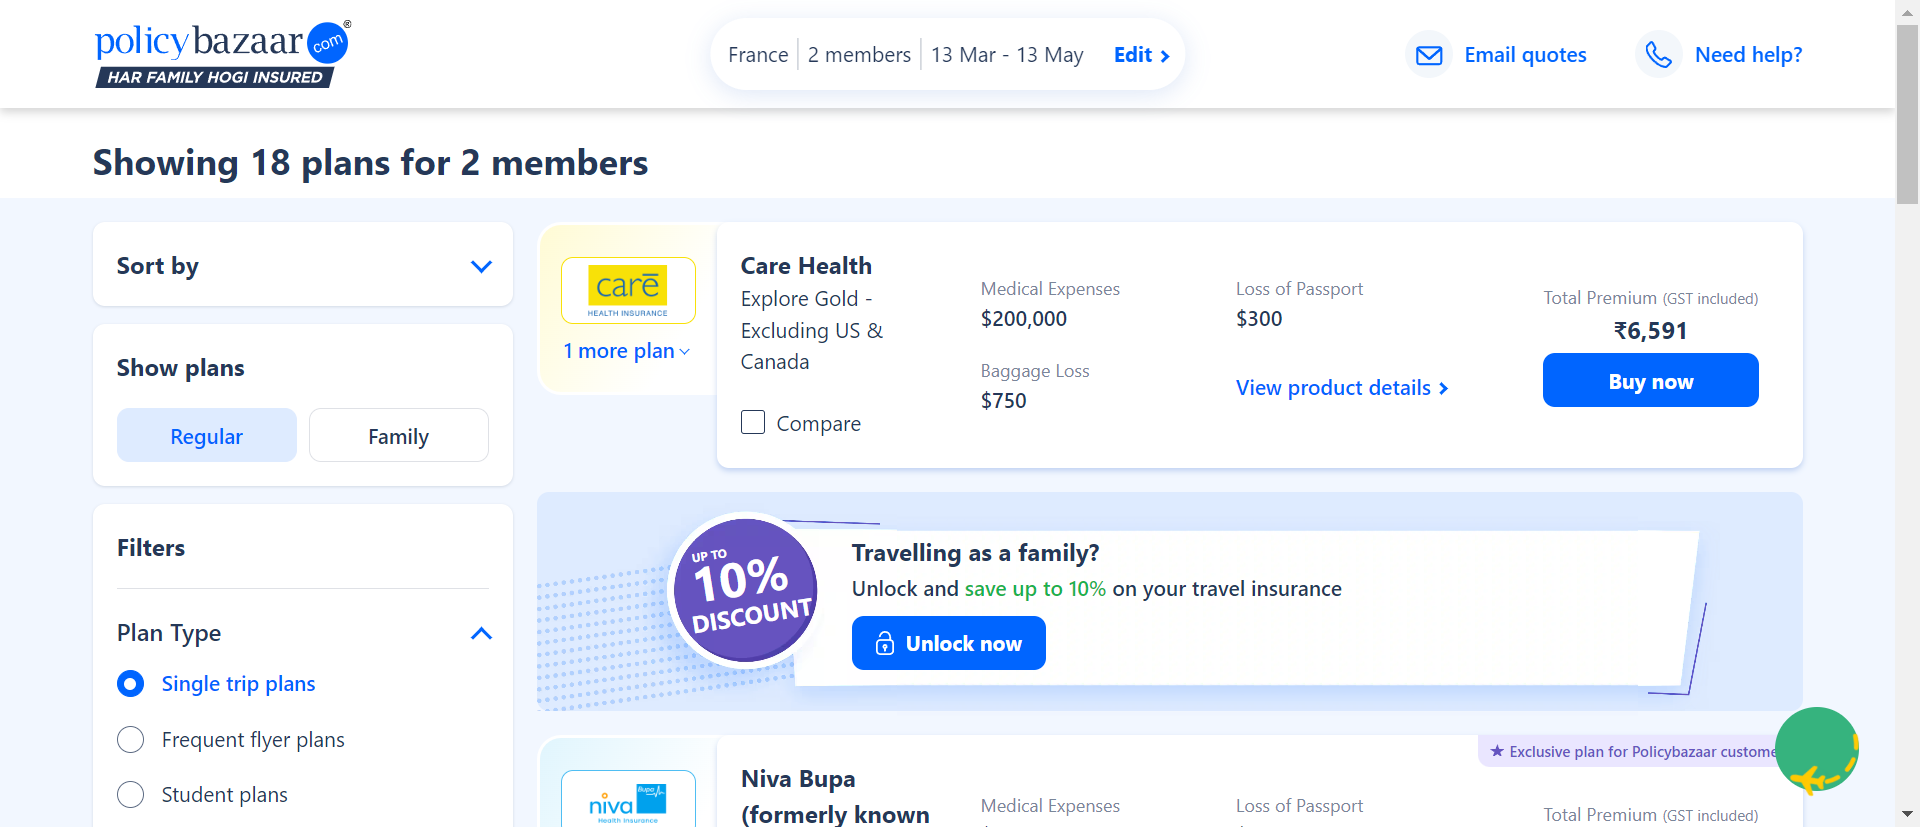 policybazaar.com®
HAR FAMILY HOGI INSURED
France 2 members 13 Mar - 13 May Edit
Email quotes
Need help?
Showing 18 plans for 2 members
Sort by
Show plans
Regular Family
Filters
Plan Type
Single trip plans
Frequent flyer plans
Student plans
care
HEALTH INSURANCE
1 more plan
Care Health
Explore Gold -
Excluding US &
Canada
Compare
Medical Expenses
$200,000
Baggage Loss
$750
Loss of Passport
$300
View product details
Total Premium (GST included)
₹6,591
Buy now
UP TO
10%
DISCOUNT
Travelling as a family?
Unlock and save up to 10% on your travel insurance
Unlock now
Exclusive plan for Policybazaar custome
niva Bupa
Health Insurance
Niva Bupa
(formerly known
Medical Expenses
Loss of Passport
Total Premium (GST included)